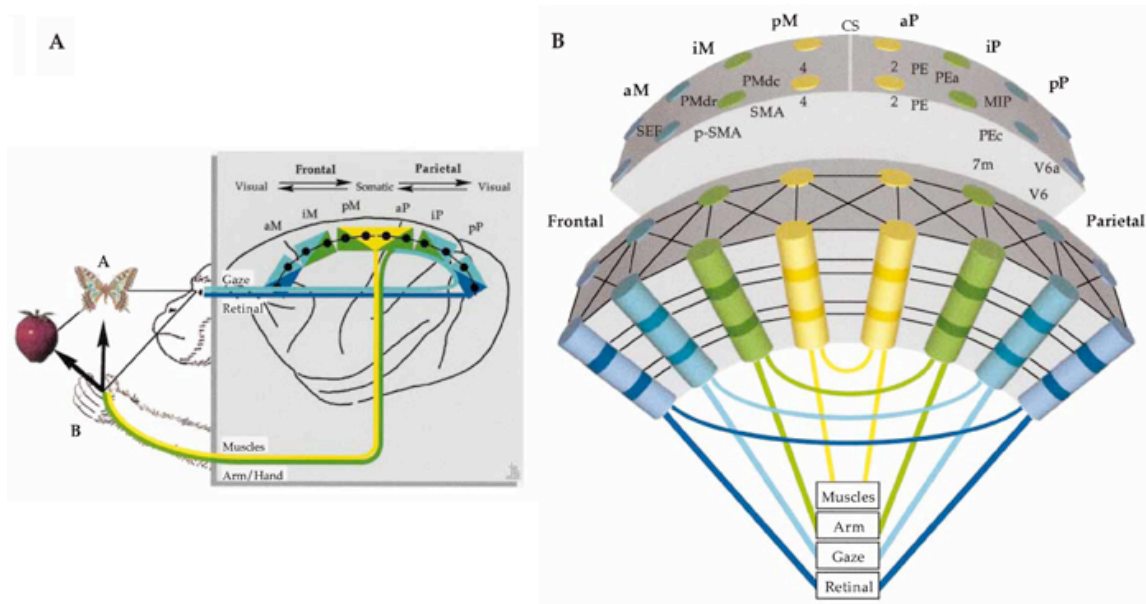 A
Frontal Parietal
Visual Somatic Visual
aM iM pM aP iP pP
A
Gaze
Retinal
B
Muscles
Arm/Hand
B
pM CS aP
iM iP
aM pP
4 2 PE
PMdc PEa
PMdr 4 2 PE MIP
SMA
SEF p-SMA PEc
7m V6a
V6
Frontal Parietal
Muscles
Arm
Gaze
Retinal